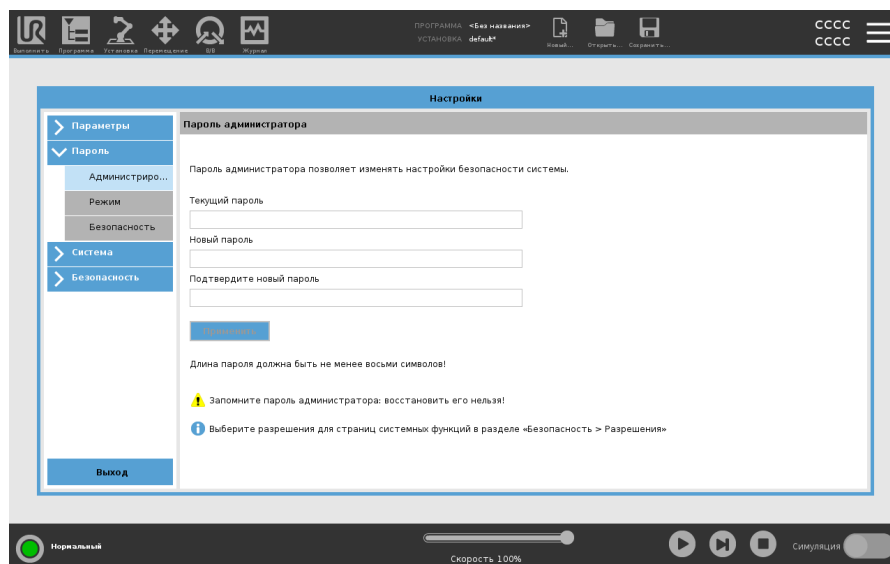 ПРОГРАММА <Без названия>
УСТАНОВКА default*
Выполнить Программа Установка Перемещение В/В Журнал
Новый... Открыть... Сохранить...
CCCC
CCCC
Настройки
Параметры
Пароль
Администриро...
Режим
Безопасность
Система
Безопасность
Выход
Пароль администратора
Пароль администратора позволяет изменять настройки безопасности системы.
Текущий пароль
Новый пароль
Подтвердите новый пароль
Применить
Длина пароля должна быть не менее восьми символов!
Запомните пароль администратора: восстановить его нельзя!
Выберите разрешения для страниц системных функций в разделе «Безопасность > Разрешения»
Нормальный
Скорость 100%
Симуляция